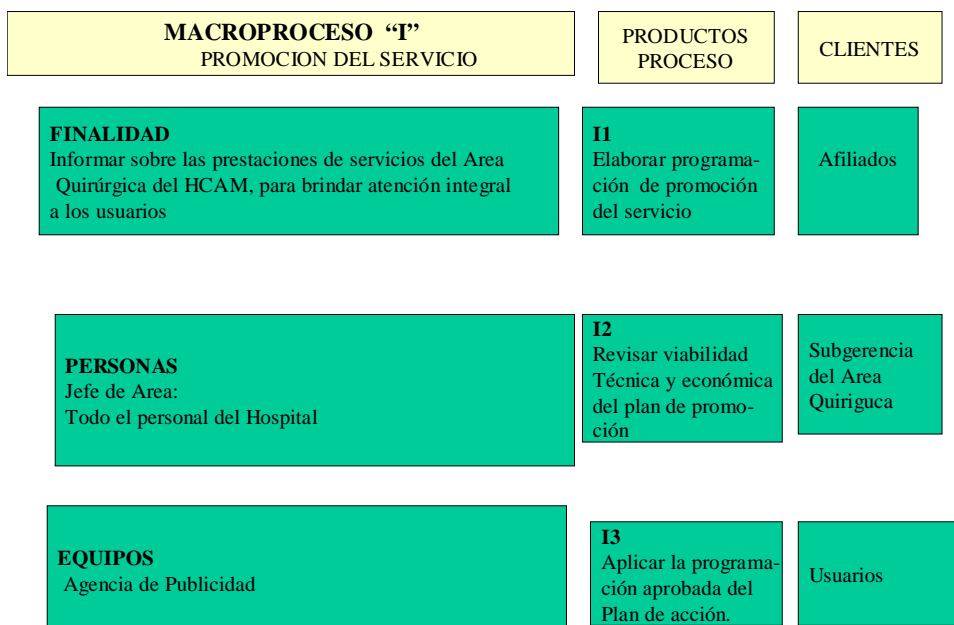 MACROPROCESO “I”
PROMOCION DEL SERVICIO
PRODUCTOS
PROCESO
CLIENTES
FINALIDAD
Informar sobre las prestaciones de servicios del Area
Quirúrgica del HCAM, para brindar atención integral
a los usuarios
I1
Elaborar programa-
ción de promoción
del servicio
Afiliados
PERSONAS
Jefe de Area:
Todo el personal del Hospital
I2
Revisar viabilidad
Técnica y económica
del plan de promo-
ción
Subgerencia
del Area
Quiriguca
EQUIPOS
Agencia de Publicidad
I3
Aplicar la programa-
ción aprobada del
Plan de acción.
Usuarios